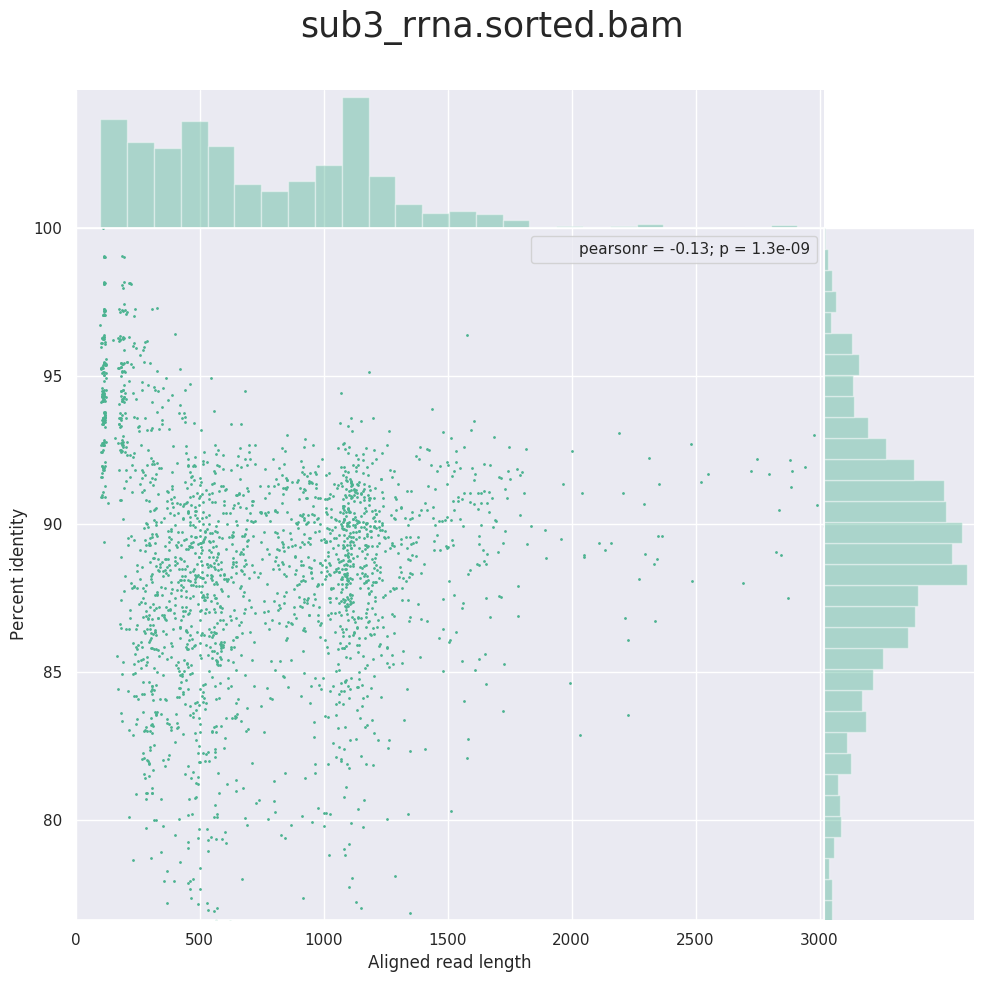 sub3_rrna.sorted.bam
100
pearsonr = -0.13; p = 1.3e-09
95
90
85
80
Percent identity
0 500 1000 1500 2000 2500 3000
Aligned read length